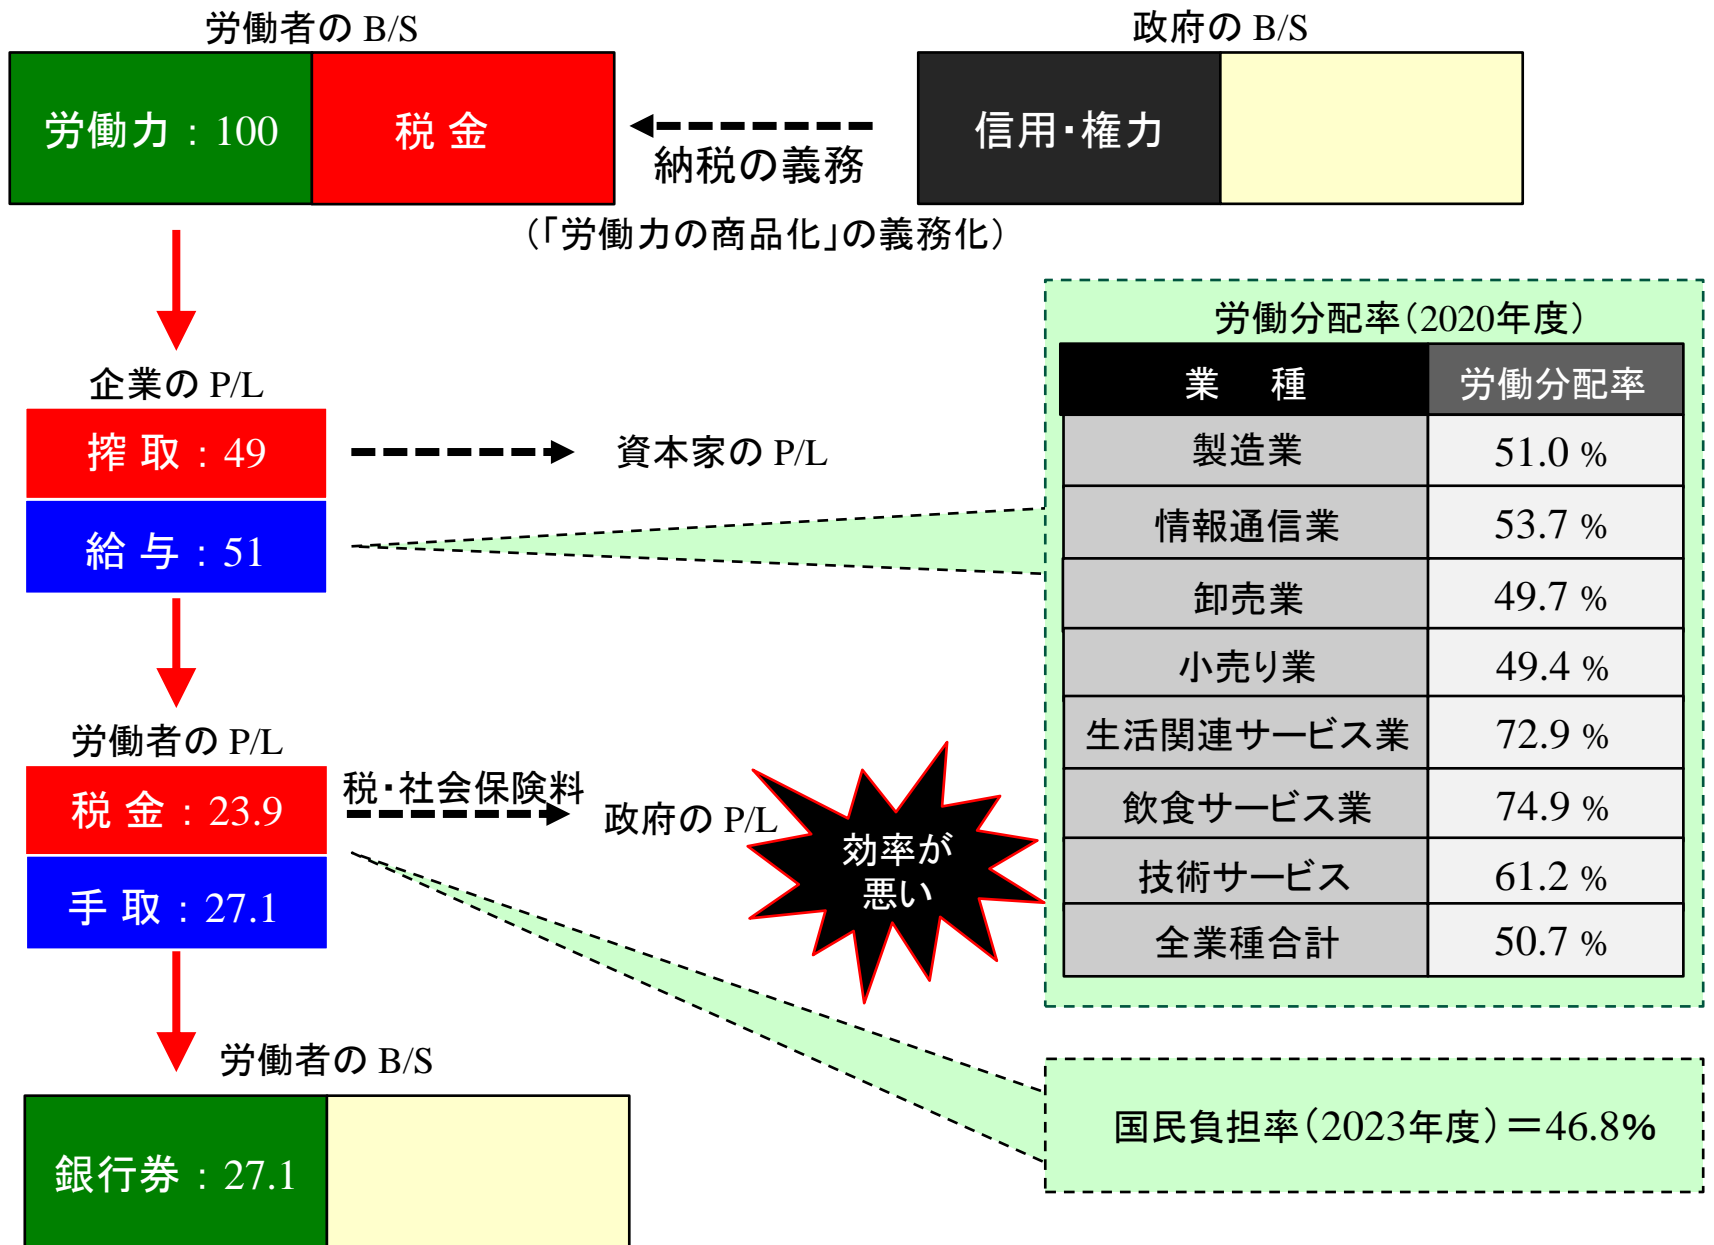 労働者の B/S
政府の B/S
労働力 : 100
税 金
信用・権力
納税の義務
(「労働力の商品化」の義務化)
企業の P/L
搾 取 : 49
資本家の P/L
給 与 : 51
労働分配率(2020年度)
業 種 労働分配率
製造業 51.0 %
情報通信業 53.7 %
卸売業 49.7 %
小売り業 49.4 %
生活関連サービス業 72.9 %
飲食サービス業 74.9 %
技術サービス 61.2 %
全業種合計 50.7 %
労働者の P/L
税 金 : 23.9
税・社会保険料
政府の P/L
効率が
悪い
手 取 : 27.1
労働者の B/S
銀行券 : 27.1
国民負担率(2023年度)=46.8%